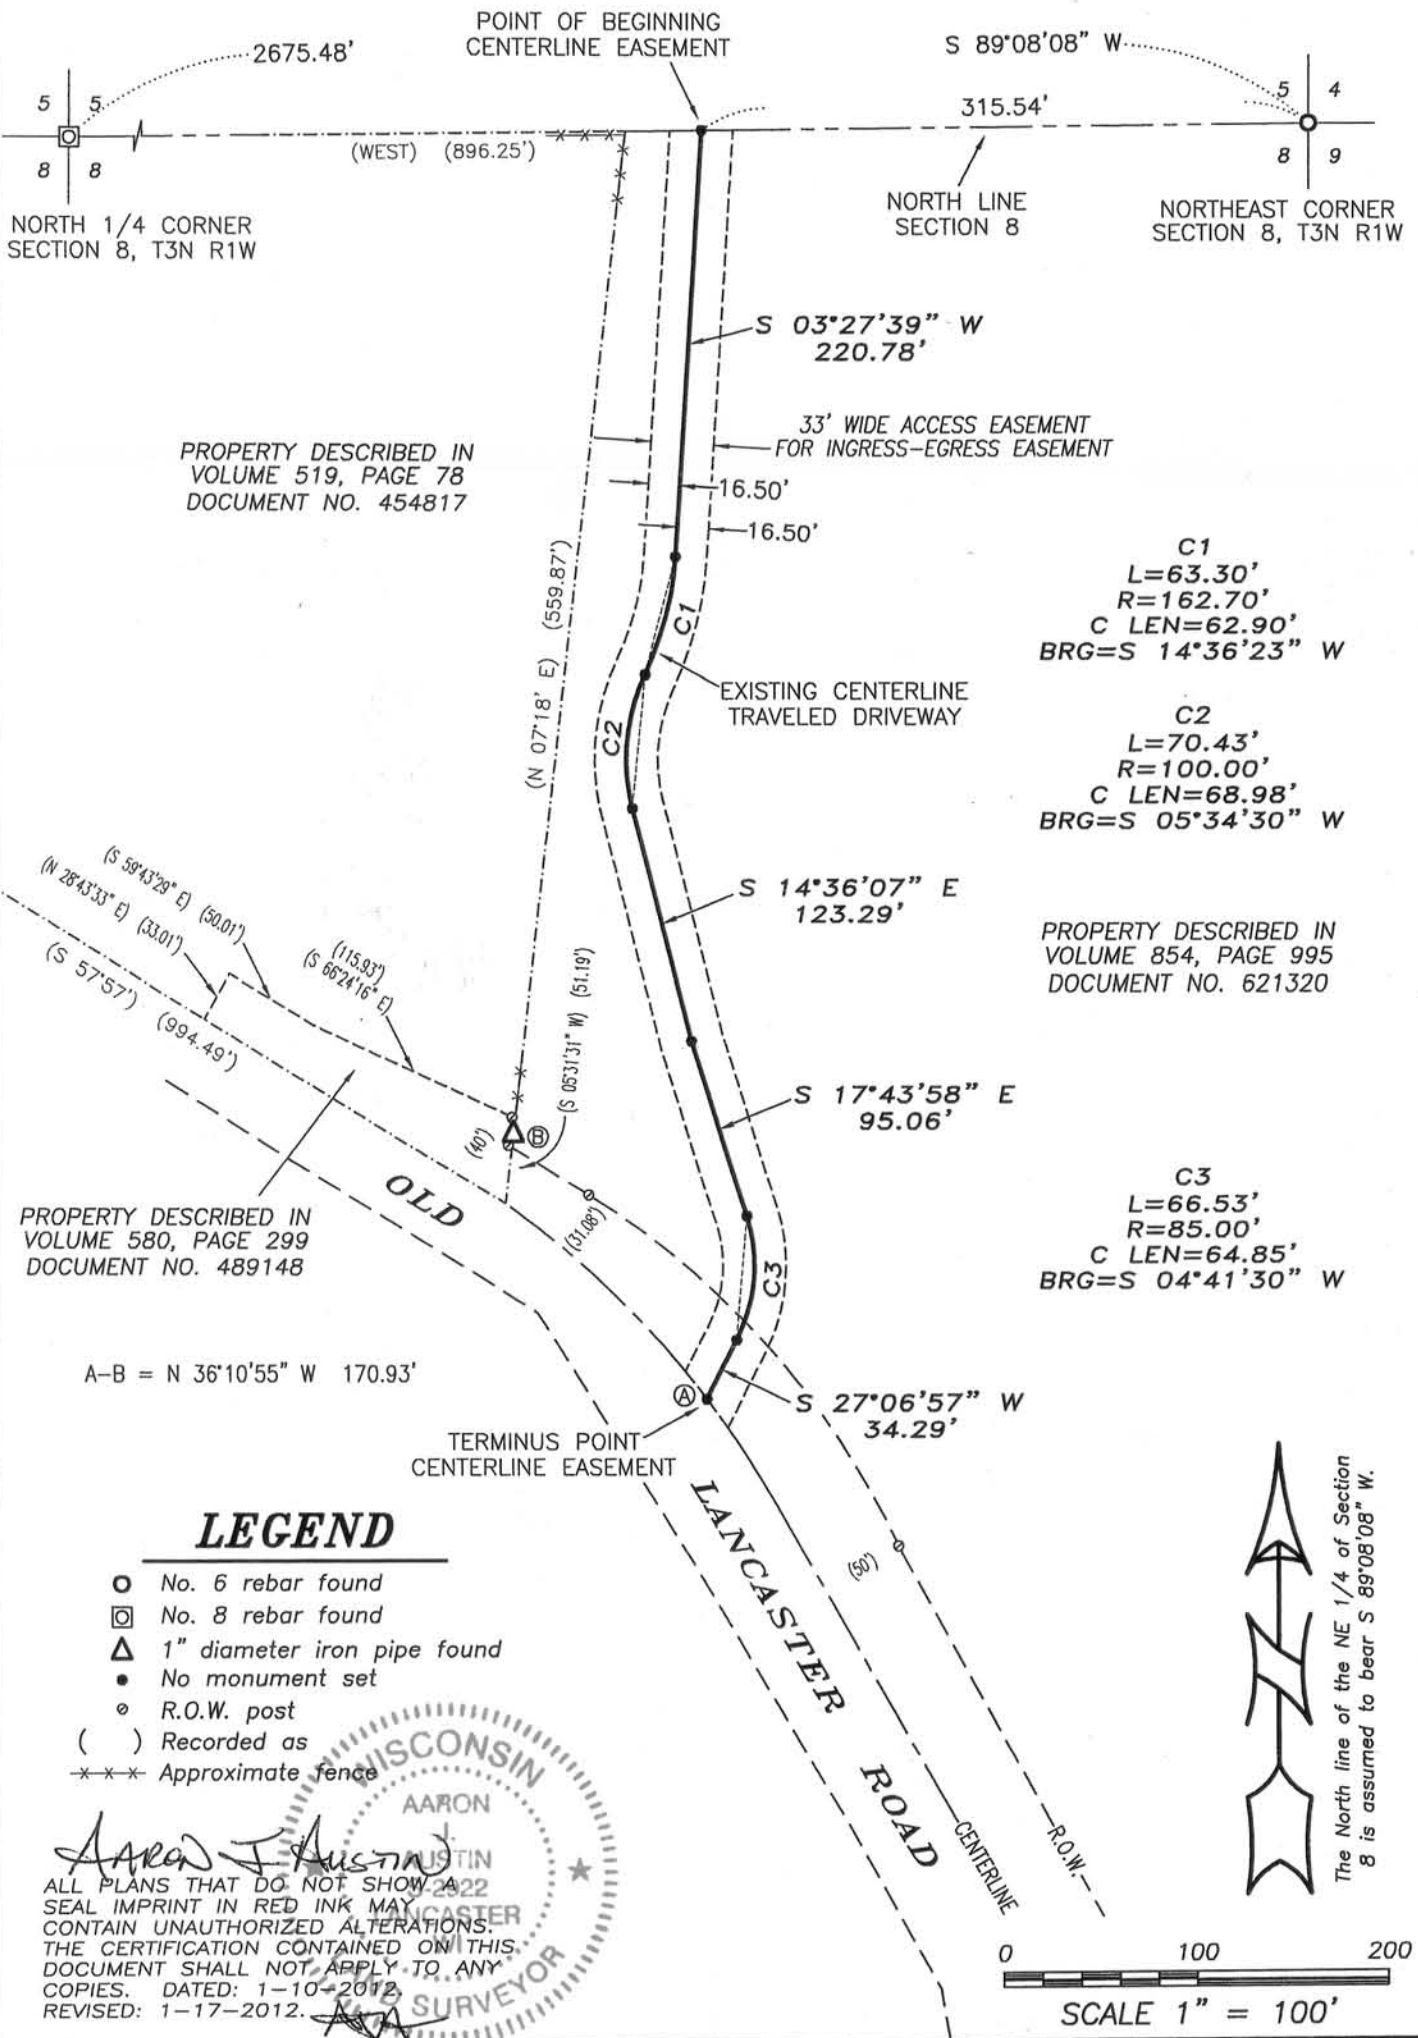 POINT OF BEGINNING
CENTERLINE EASEMENT
2675.48'
S 89°08'08" W
5 5
8 8
(WEST) (896.25')
315.54'
5 4
8 9
NORTH 1/4 CORNER
SECTION 8, T3N R1W
NORTH LINE
SECTION 8
NORTHEAST CORNER
SECTION 8, T3N R1W
S 03°27'39" W
220.78'
33' WIDE ACCESS EASEMENT
FOR INGRESS-EGRESS EASEMENT
PROPERTY DESCRIBED IN
VOLUME 519, PAGE 78
DOCUMENT NO. 454817
16.50'
16.50'
(N 07°18' E) (559.87')
C1
L=63.30'
R=162.70'
C LEN=62.90'
BRG=S 14°36'23" W
C1
EXISTING CENTERLINE
TRAVELED DRIVEWAY
C2
C2
L=70.43'
R=100.00'
C LEN=68.98'
BRG=S 05°34'30" W
S 14°36'07" E
123.29'
PROPERTY DESCRIBED IN
VOLUME 854, PAGE 995
DOCUMENT NO. 621320
(S 59°43'29" E) (50.01')
(N 28°43'33" E) (33.01')
(115.93')
(S 66°24'16" E)
(S 57°57') (994.49')
(S 05°31'31" W) (51.19')
S 17°43'58" E
95.06'
B
(40')
(31.08')
PROPERTY DESCRIBED IN
VOLUME 580, PAGE 299
DOCUMENT NO. 489148
OLD
C3
C3
L=66.53'
R=85.00'
C LEN=64.85'
BRG=S 04°41'30" W
A-B = N 36°10'55" W 170.93'
A
S 27°06'57" W
34.29'
TERMINUS POINT
CENTERLINE EASEMENT
LANCASTER
ROAD
(50')
CENTERLINE
R.O.W.
LEGEND
No. 6 rebar found
No. 8 rebar found
1" diameter iron pipe found
No monument set
R.O.W. post
( ) Recorded as
x x x Approximate fence
The North line of the NE 1/4 of Section
8 is assumed to bear S 89°08'08" W.
WISCONSIN
AARON
J.
AUSTIN
S-2922
LANCASTER
WI
LAND SURVEYOR
AARON J. AUSTIN
ALL PLANS THAT DO NOT SHOW A
SEAL IMPRINT IN RED INK MAY
CONTAIN UNAUTHORIZED ALTERATIONS.
THE CERTIFICATION CONTAINED ON THIS
DOCUMENT SHALL NOT APPLY TO ANY
COPIES. DATED: 1-10-2012.
REVISED: 1-17-2012.
0 100 200
SCALE 1" = 100'